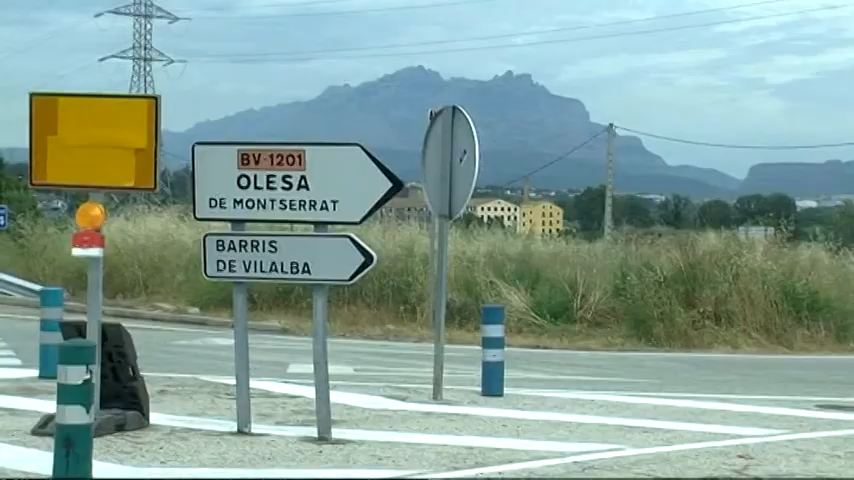 BV-1201
OLESA
DE MONTSERRAT
BARRIS
DE VILALBA